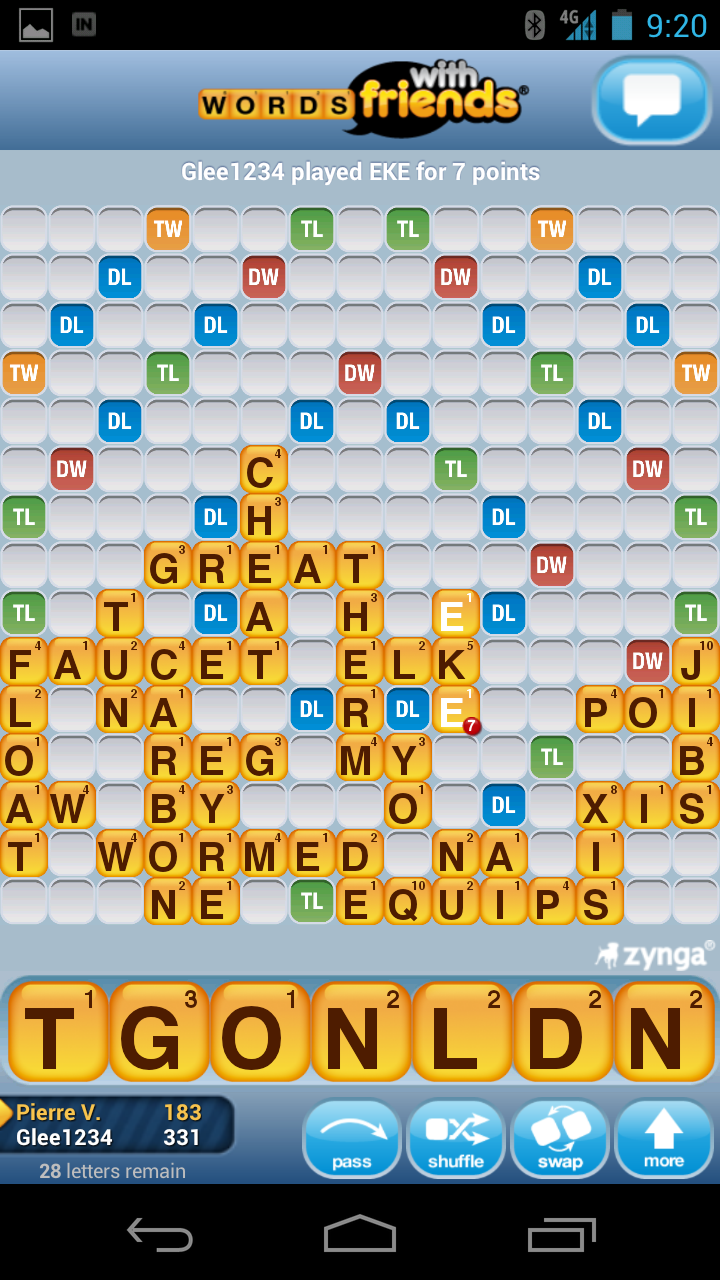 IN 4G 9:20
WORDS with friends®
Glee1234 played EKE for 7 points
TW TL TL TW
DL DW DW DL
DL DL DL DL
TW TL DW TL TW
DL DL DL DL
DW C4 TL DW
TL DL H3 DL TL
G3 R1 E1 A1 T1 DW
TL T1 DL A1 H3 E1 DL TL
F4 A1 U2 C4 E1 T1 E1 L2 K5 DW J10
L2 N2 A1 DL R1 DL E1 7 P4 O1 I1
O1 R1 E1 G3 M4 Y3 TL B4
A1 W4 B4 Y3 O1 DL X8 I1 S1
T1 W4 O1 R1 M4 E1 D2 N2 A1 I1
N2 E1 TL E1 Q10 U2 I1 P4 S1
zynga®
T1 G3 O1 N2 L2 D2 N2
Pierre V. 183
Glee1234 331
28 letters remain
pass shuffle swap more